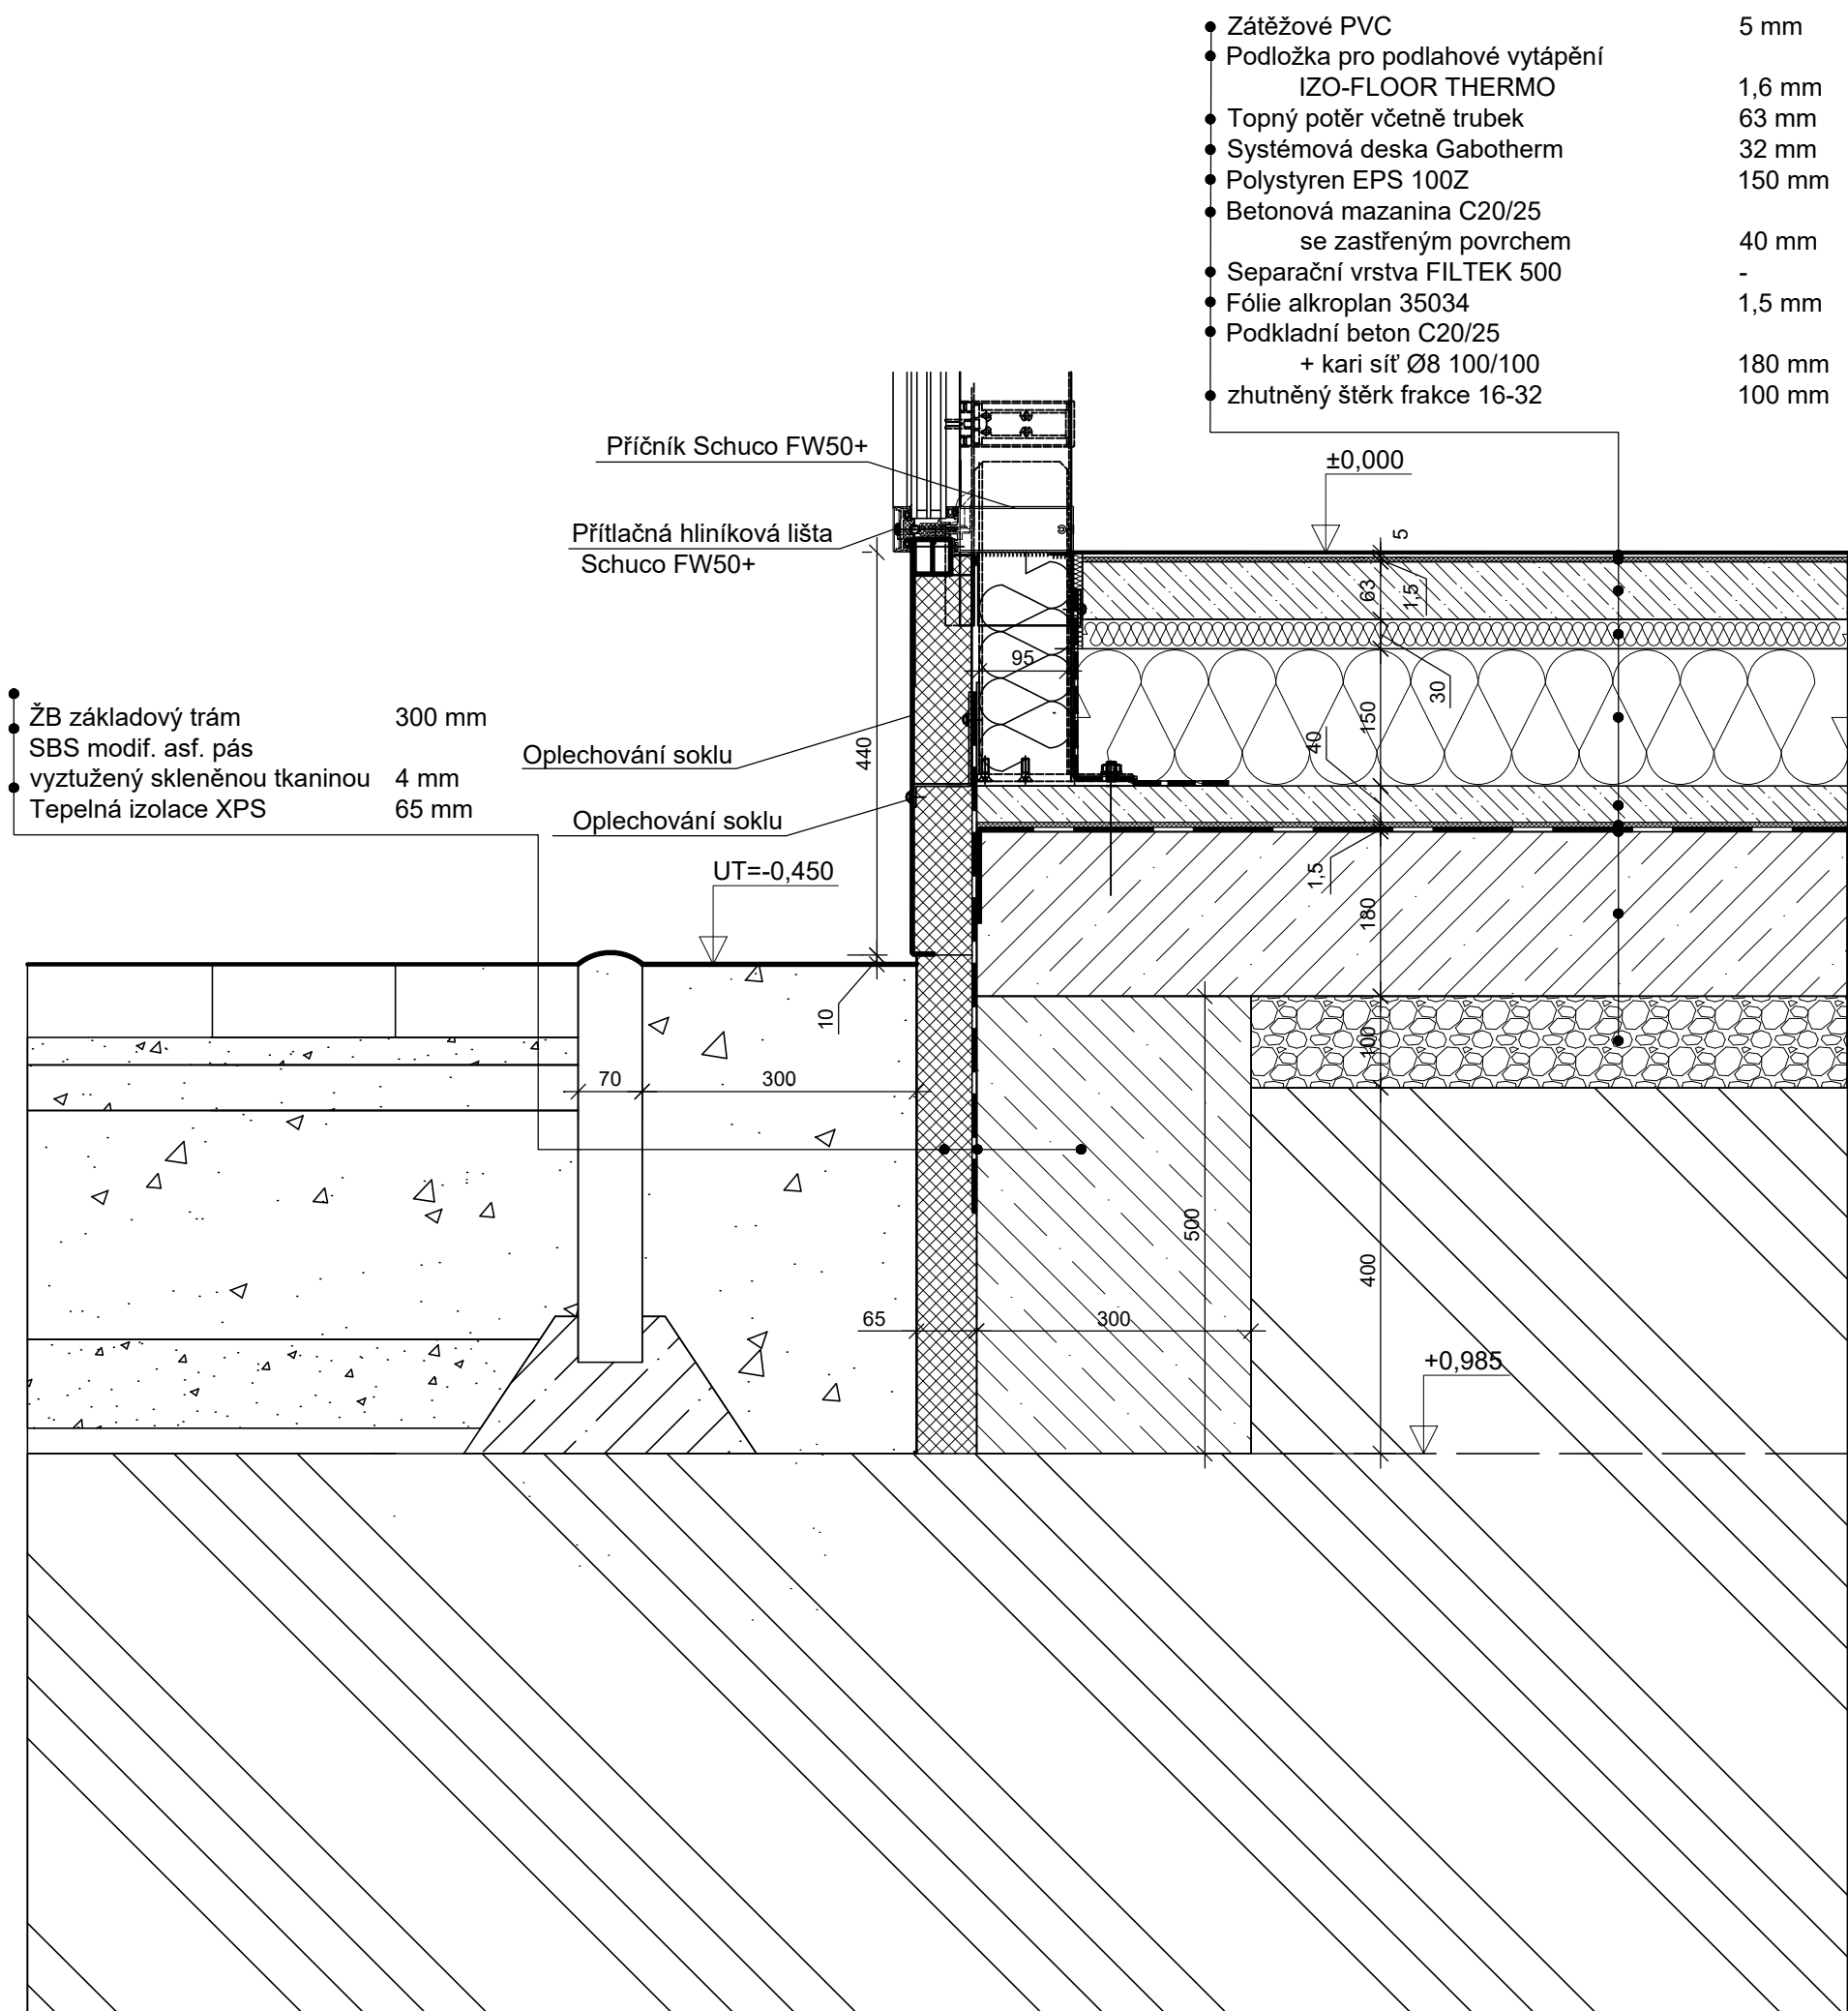 Zátěžové PVC 5 mm
Podložka pro podlahové vytápění
IZO-FLOOR THERMO 1,6 mm
Topný potěr včetně trubek 63 mm
Systémová deska Gabotherm 32 mm
Polystyren EPS 100Z 150 mm
Betonová mazanina C20/25
se zastřeným povrchem 40 mm
Separační vrstva FILTEK 500 -
Fólie alkroplan 35034 1,5 mm
Podkladní beton C20/25
+ kari síť Ø8 100/100 180 mm
zhutněný štěrk frakce 16-32 100 mm
Příčník Schuco FW50+
±0,000
Přítlačná hliníková lišta
Schuco FW50+
5
63
1,5
95
30
150
40
440
ŽB základový trám 300 mm
SBS modif. asf. pás
vyztužený skleněnou tkaninou 4 mm
Tepelná izolace XPS 65 mm
Oplechování soklu
Oplechování soklu
UT=-0,450
1,5
180
10
100
70
300
500
400
65
300
+0,985